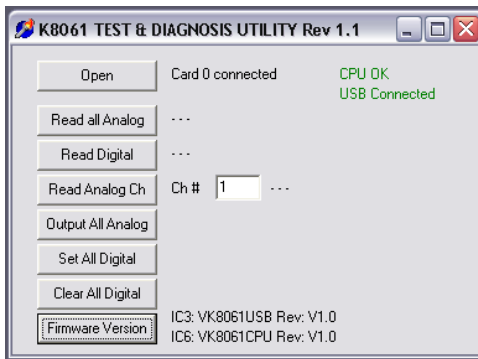 K8061 TEST & DIAGNOSIS UTILITY Rev 1.1
Open Card 0 connected CPU OK
USB Connected
Read all Analog - - -
Read Digital - - -
Read Analog Ch Ch # 1 - - -
Output All Analog
Set All Digital
Clear All Digital
Firmware Version IC3: VK8061USB Rev: V1.0
IC6: VK8061CPU Rev: V1.0